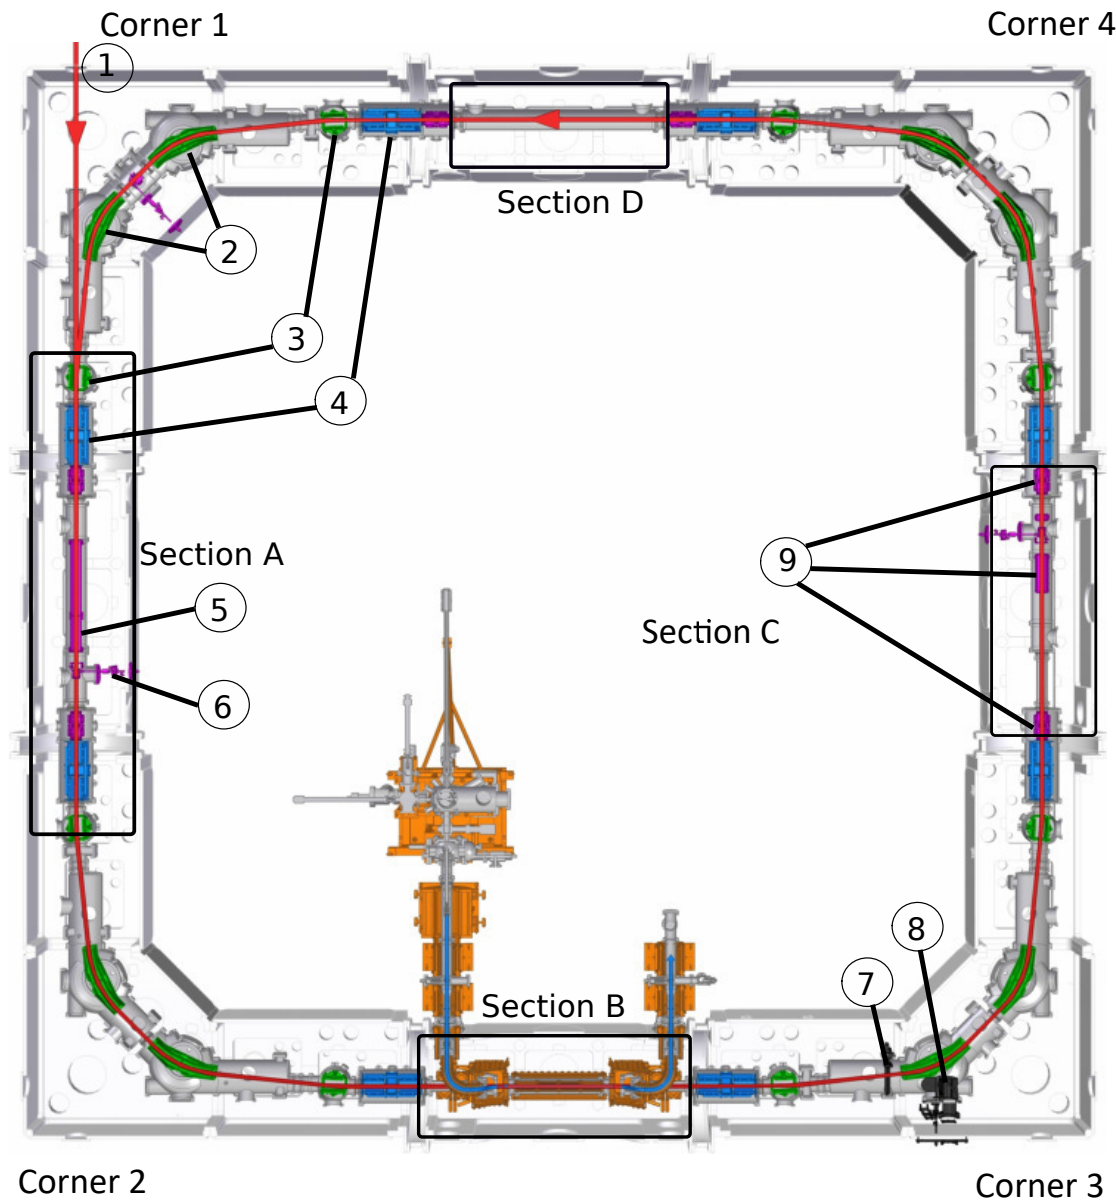 Corner 1
Corner 4
1
Section D
2
3
4
Section A
9
5
Section C
6
8
7
Section B
Corner 2
Corner 3